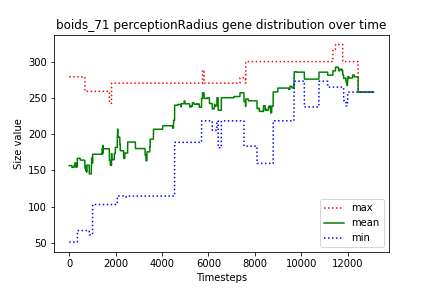 boids_71 perceptionRadius gene distribution over time
Size value
300
250
200
150
100
50
0
2000
4000
6000
8000
10000
12000
Timesteps
max
mean
min